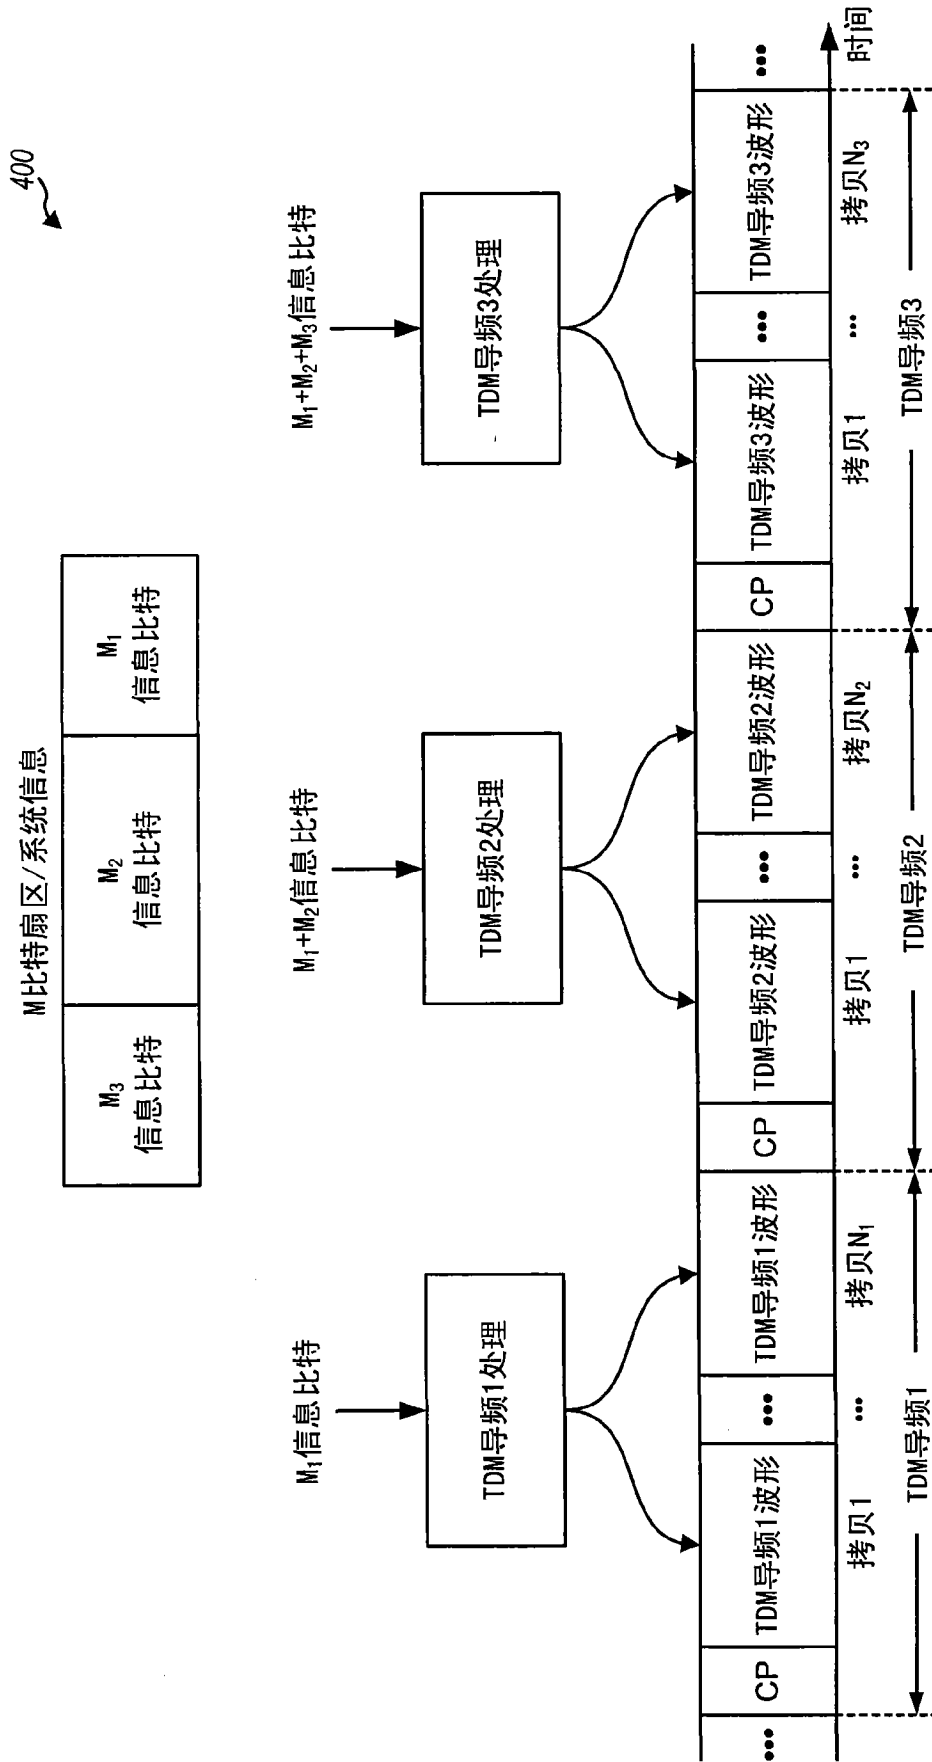 400
M比特扇区/系统信息
M₃
信息比特
M₂
信息比特
M₁
信息比特
M₁信息比特
M₁+M₂信息比特
M₁+M₂+M₃信息比特
TDM导频1处理
TDM导频2处理
TDM导频3处理
••• CP TDM导频1波形 ••• TDM导频1波形 CP TDM导频2波形 ••• TDM导频2波形 CP TDM导频3波形 ••• TDM导频3波形 •••
拷贝1 ••• 拷贝N₁ 拷贝1 ••• 拷贝N₂ 拷贝1 ••• 拷贝N₃ 时间
TDM导频1 TDM导频2 TDM导频3